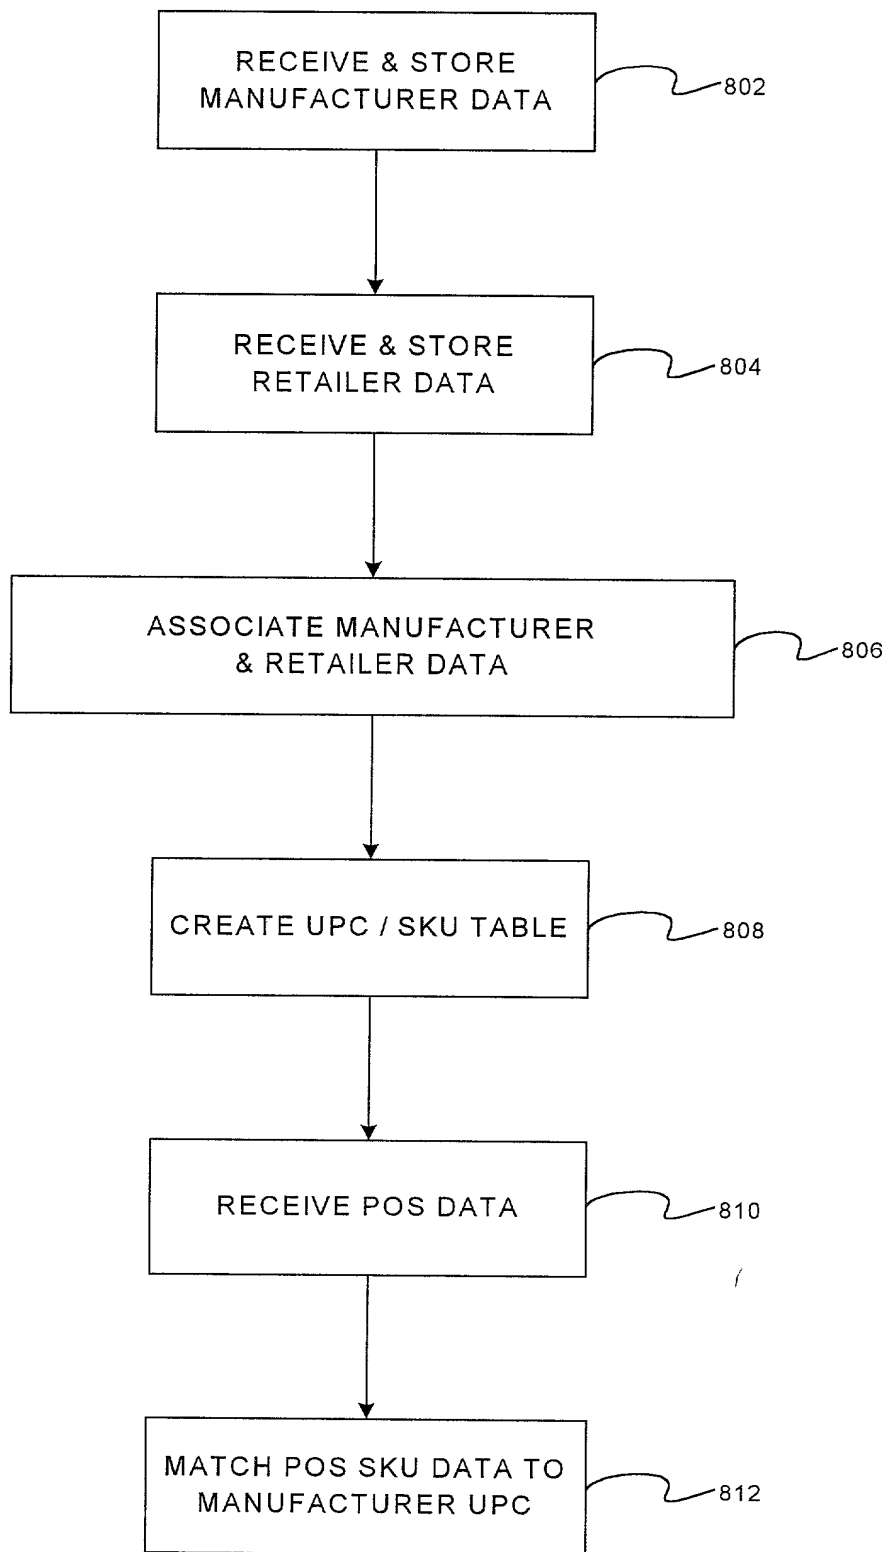 RECEIVE & STORE
MANUFACTURER DATA
802
RECEIVE & STORE
RETAILER DATA
804
ASSOCIATE MANUFACTURER
& RETAILER DATA
806
CREATE UPC / SKU TABLE
808
RECEIVE POS DATA
810
MATCH POS SKU DATA TO
MANUFACTURER UPC
812